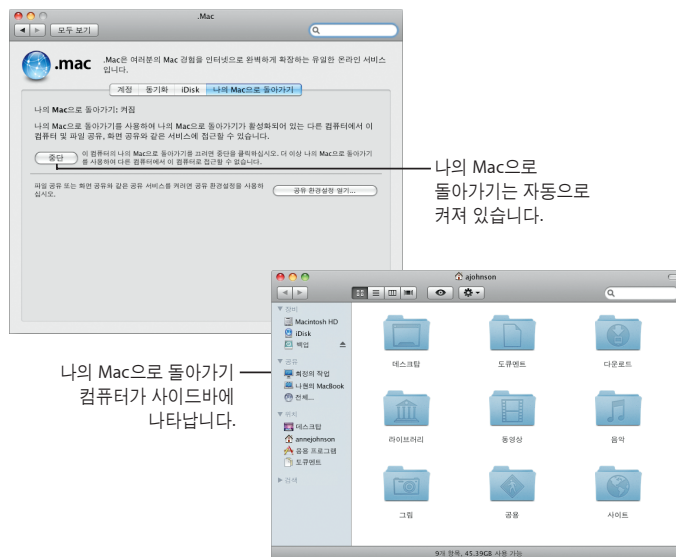 .Mac
모두 보기
.mac
.Mac은 여러분의 Mac 경험을 인터넷으로 완벽하게 확장하는 유일한 온라인 서비스
입니다.
계정 동기화 iDisk 나의 Mac으로 돌아가기
나의 Mac으로 돌아가기: 켜짐
나의 Mac으로 돌아가기를 사용하여 나의 Mac으로 돌아가기가 활성화되어 있는 다른 컴퓨터에서 이
컴퓨터 및 파일 공유, 화면 공유와 같은 서비스에 접근할 수 있습니다.
중단
이 컴퓨터의 나의 Mac으로 돌아가기를 끄려면 중단을 클릭하십시오. 더 이상 나의 Mac으로 돌아가기
를 사용하여 다른 컴퓨터에서 이 컴퓨터로 접근할 수 없습니다.
파일 공유 또는 화면 공유와 같은 공유 서비스를 켜려면 공유 환경설정을 사용하
십시오.
공유 환경설정 열기...
나의 Mac으로
돌아가기는 자동으로
켜져 있습니다.
ajohnson
장비
Macintosh HD
iDisk
백업
공유
회정의 작업
나현의 MacBook
전체...
위치
데스크탑
annejohnson
응용 프로그램
도큐멘트
검색
데스크탑
도큐멘트
다운로드
라이브러리
동영상
음악
그림
공용
사이트
9개 항목, 45.39GB 사용 가능
나의 Mac으로 돌아가기
컴퓨터가 사이드바에
나타납니다.